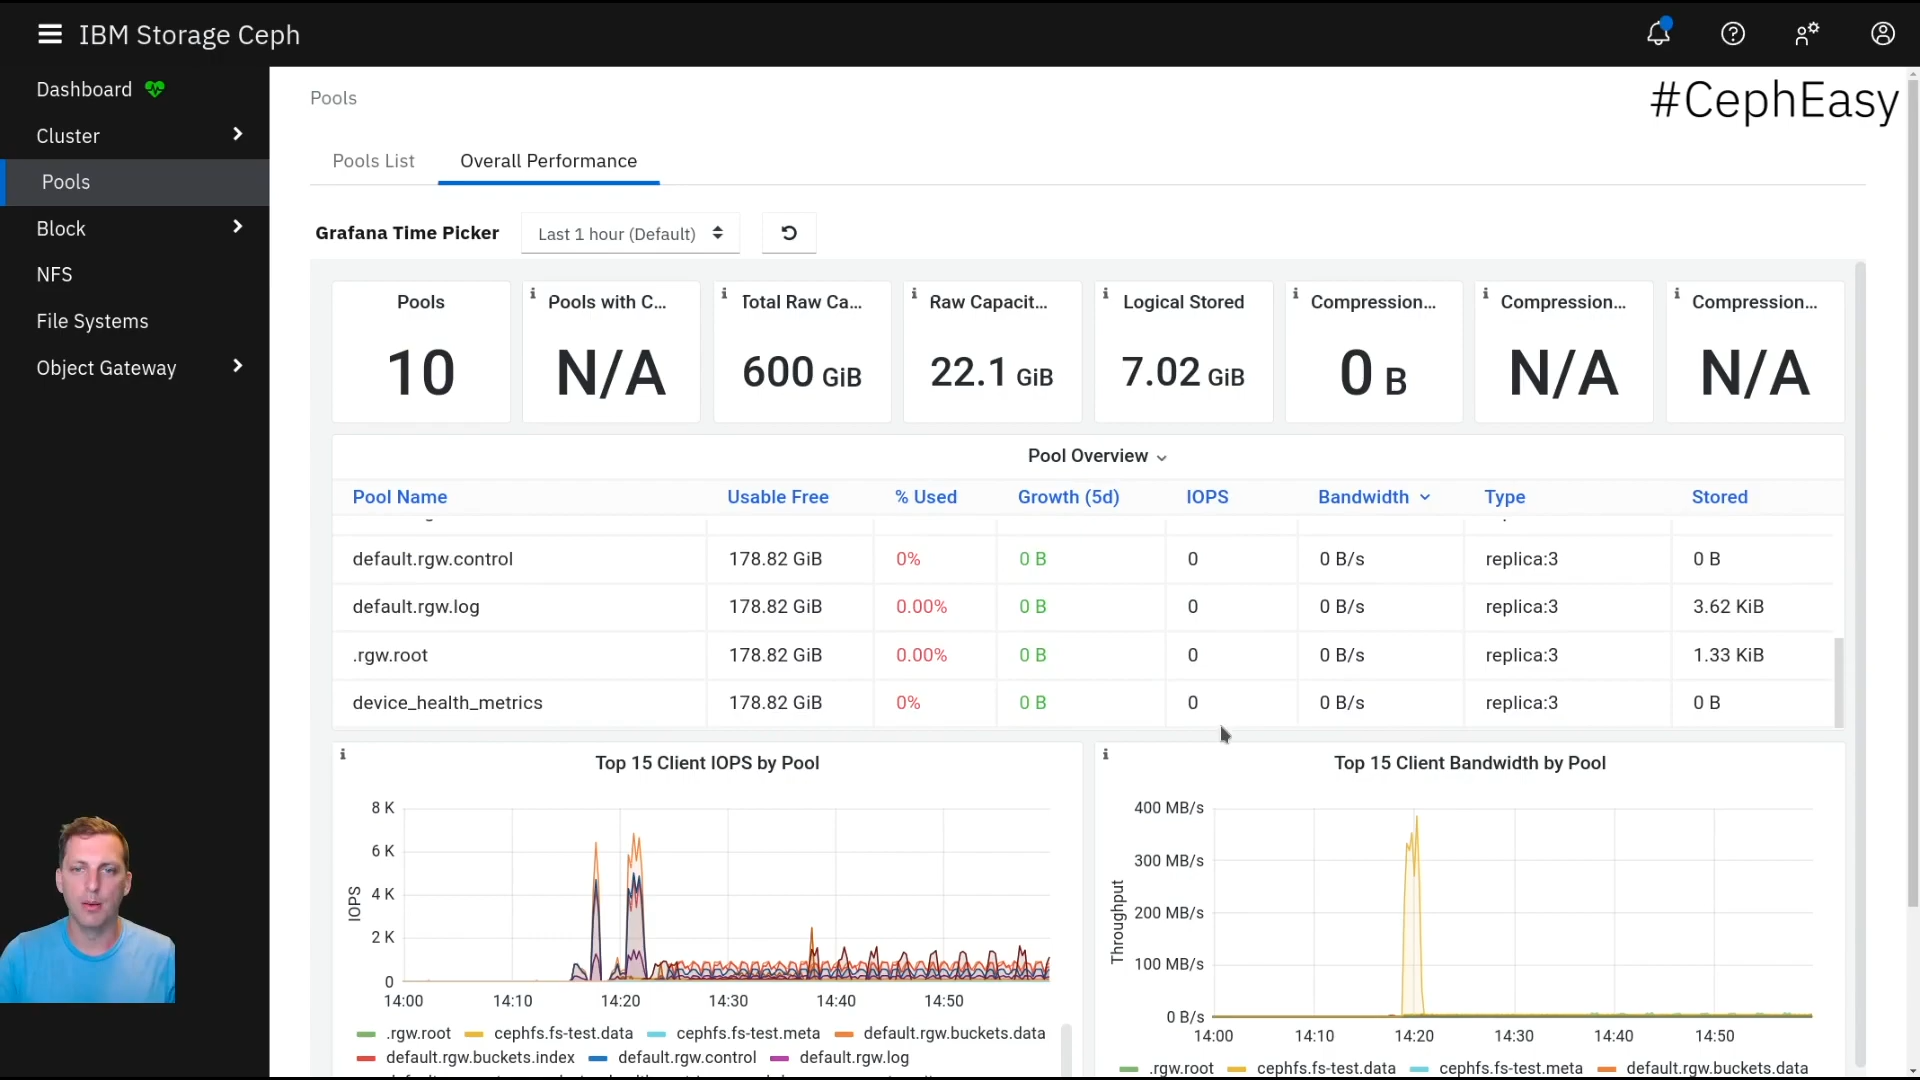 IBM Storage Ceph
#CephEasy
Dashboard
Cluster
Pools
Block
NFS
File Systems
Object Gateway
Pools
Pools List Overall Performance
Grafana Time Picker Last 1 hour (Default)
Pools Pools with C... Total Raw Ca... Raw Capacit... Logical Stored Compression... Compression... Compression...
10 N/A 600 GiB 22.1 GiB 7.02 GiB 0 B N/A N/A
Pool Overview
Pool Name Usable Free % Used Growth (5d) IOPS Bandwidth Type Stored
default.rgw.control 178.82 GiB 0% 0 B 0 0 B/s replica:3 0 B
default.rgw.log 178.82 GiB 0.00% 0 B 0 0 B/s replica:3 3.62 KiB
.rgw.root 178.82 GiB 0.00% 0 B 0 0 B/s replica:3 1.33 KiB
device_health_metrics 178.82 GiB 0% 0 B 0 0 B/s replica:3 0 B
Top 15 Client IOPS by Pool
IOPS
8 K
6 K
4 K
2 K
0
14:00 14:10 14:20 14:30 14:40 14:50
.rgw.root cephfs.fs-test.data cephfs.fs-test.meta default.rgw.buckets.data
default.rgw.buckets.index default.rgw.control default.rgw.log
Top 15 Client Bandwidth by Pool
Throughput
400 MB/s
300 MB/s
200 MB/s
100 MB/s
0 B/s
14:00 14:10 14:20 14:30 14:40 14:50
.rgw.root cephfs.fs-test.data cephfs.fs-test.meta default.rgw.buckets.data